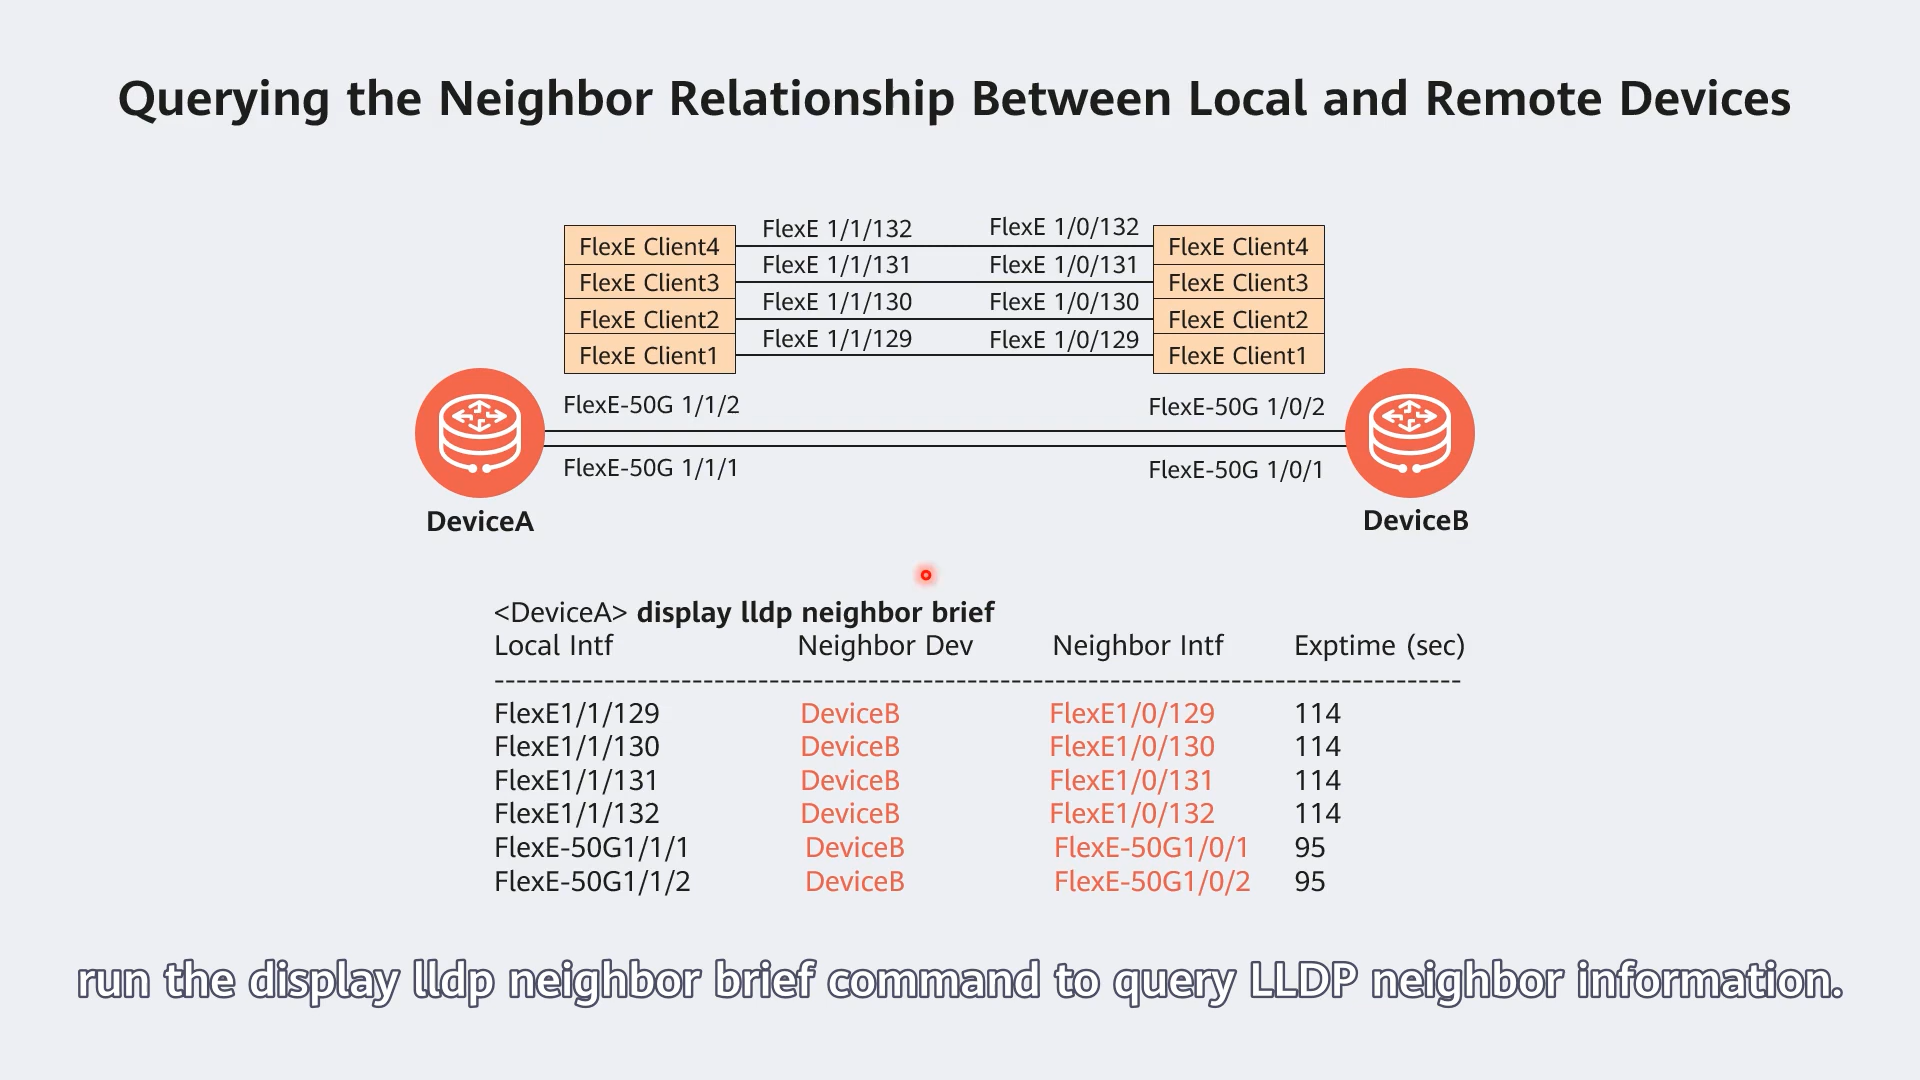 Querying the Neighbor Relationship Between Local and Remote Devices
FlexE Client4 FlexE 1/1/132 FlexE 1/0/132 FlexE Client4
FlexE Client3 FlexE 1/1/131 FlexE 1/0/131 FlexE Client3
FlexE Client2 FlexE 1/1/130 FlexE 1/0/130 FlexE Client2
FlexE Client1 FlexE 1/1/129 FlexE 1/0/129 FlexE Client1
FlexE-50G 1/1/2 FlexE-50G 1/0/2
FlexE-50G 1/1/1 FlexE-50G 1/0/1
DeviceA DeviceB
<DeviceA> display lldp neighbor brief
Local Intf Neighbor Dev Neighbor Intf Exptime (sec)
-----------------------------------------------------------------------------------------
FlexE1/1/129 DeviceB FlexE1/0/129 114
FlexE1/1/130 DeviceB FlexE1/0/130 114
FlexE1/1/131 DeviceB FlexE1/0/131 114
FlexE1/1/132 DeviceB FlexE1/0/132 114
FlexE-50G1/1/1 DeviceB FlexE-50G1/0/1 95
FlexE-50G1/1/2 DeviceB FlexE-50G1/0/2 95
run the display lldp neighbor brief command to query LLDP neighbor information.